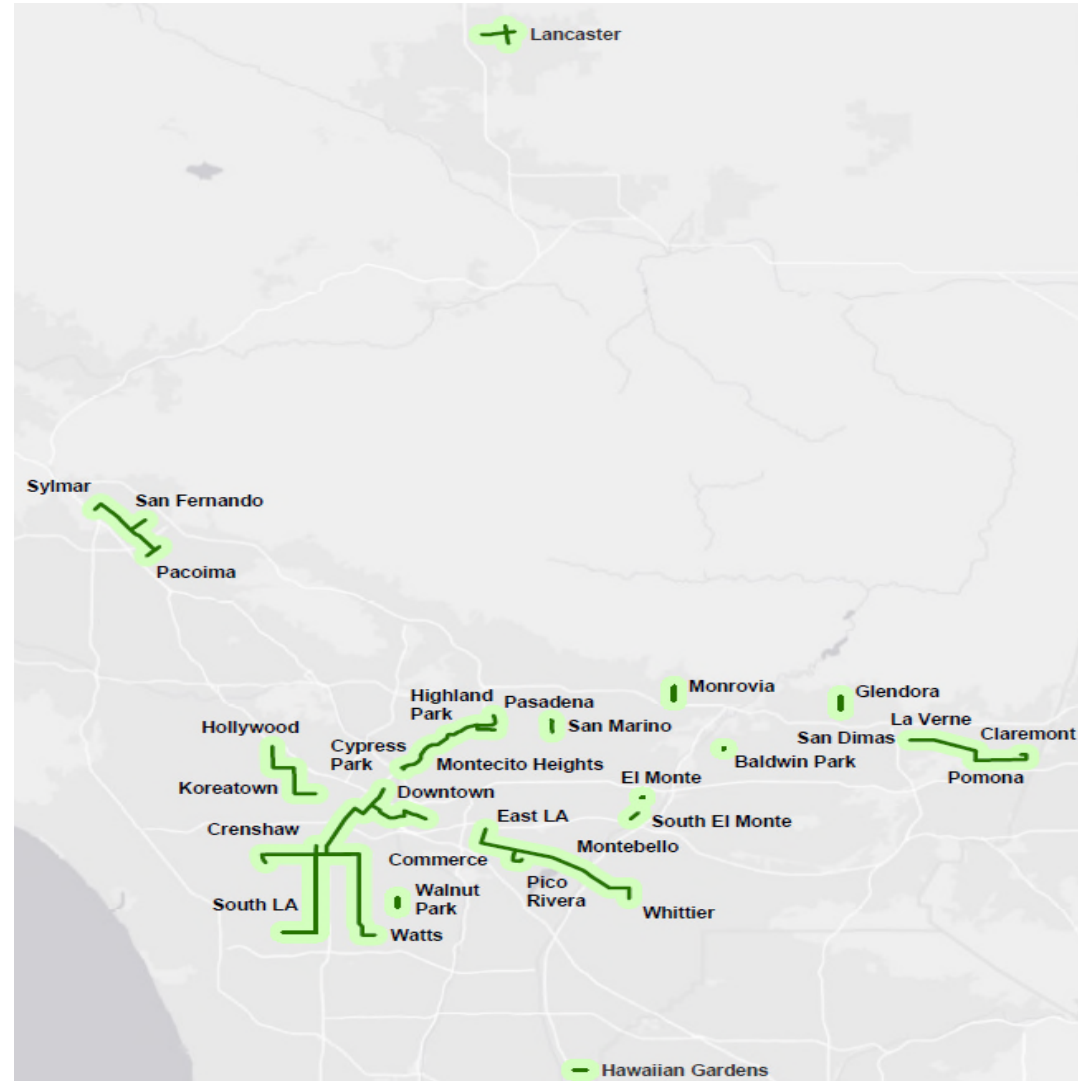 Lancaster
Sylmar
San Fernando
Pacoima
Monrovia
Glendora
Highland
Park
Pasadena
San Marino
La Verne
Hollywood
Claremont
San Dimas
Cypress
Park
Baldwin Park
Montecito Heights
El Monte
Pomona
Koreatown
Downtown
East LA
South El Monte
Crenshaw
Montebello
Commerce
Pico
Rivera
Walnut
Park
South LA
Whittier
Watts
Hawaiian Gardens